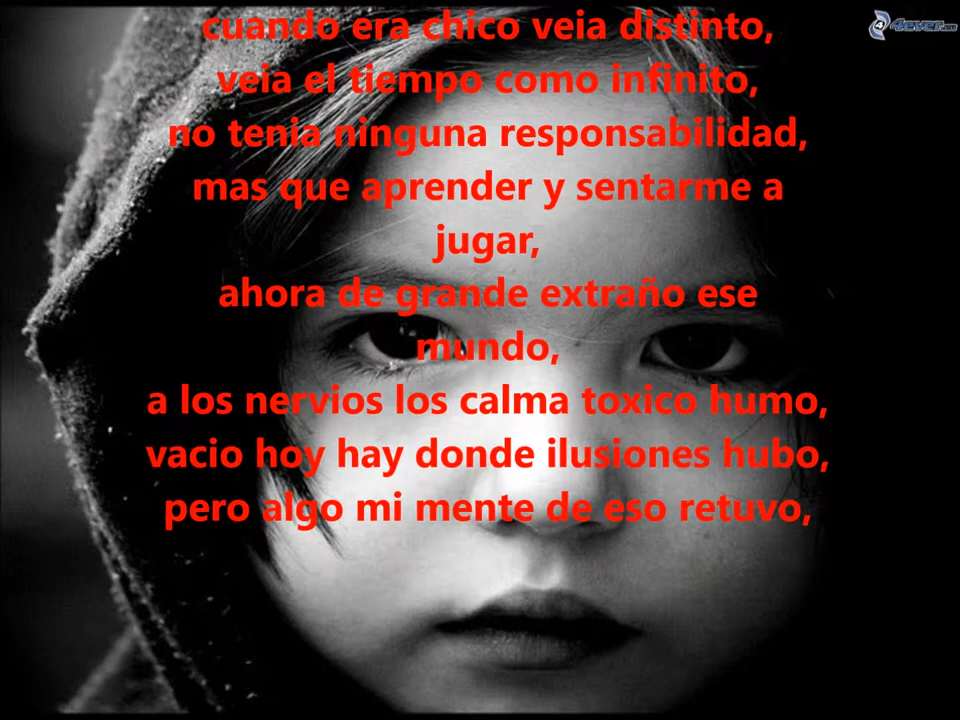 cuando era chico veia distinto,
4ever.eu
veia el tiempo como infinito,
no tenia ninguna responsabilidad,
mas que aprender y sentarme a
jugar,
ahora de grande extraño ese
mundo,
a los nervios los calma toxico humo,
vacio hoy hay donde ilusiones hubo,
pero algo mi mente de eso retuvo,